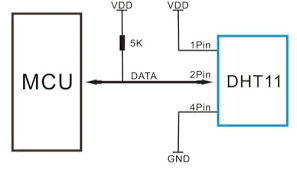 VDD VDD
5K
1Pin
MCU DATA 2Pin DHT11
4Pin
GND